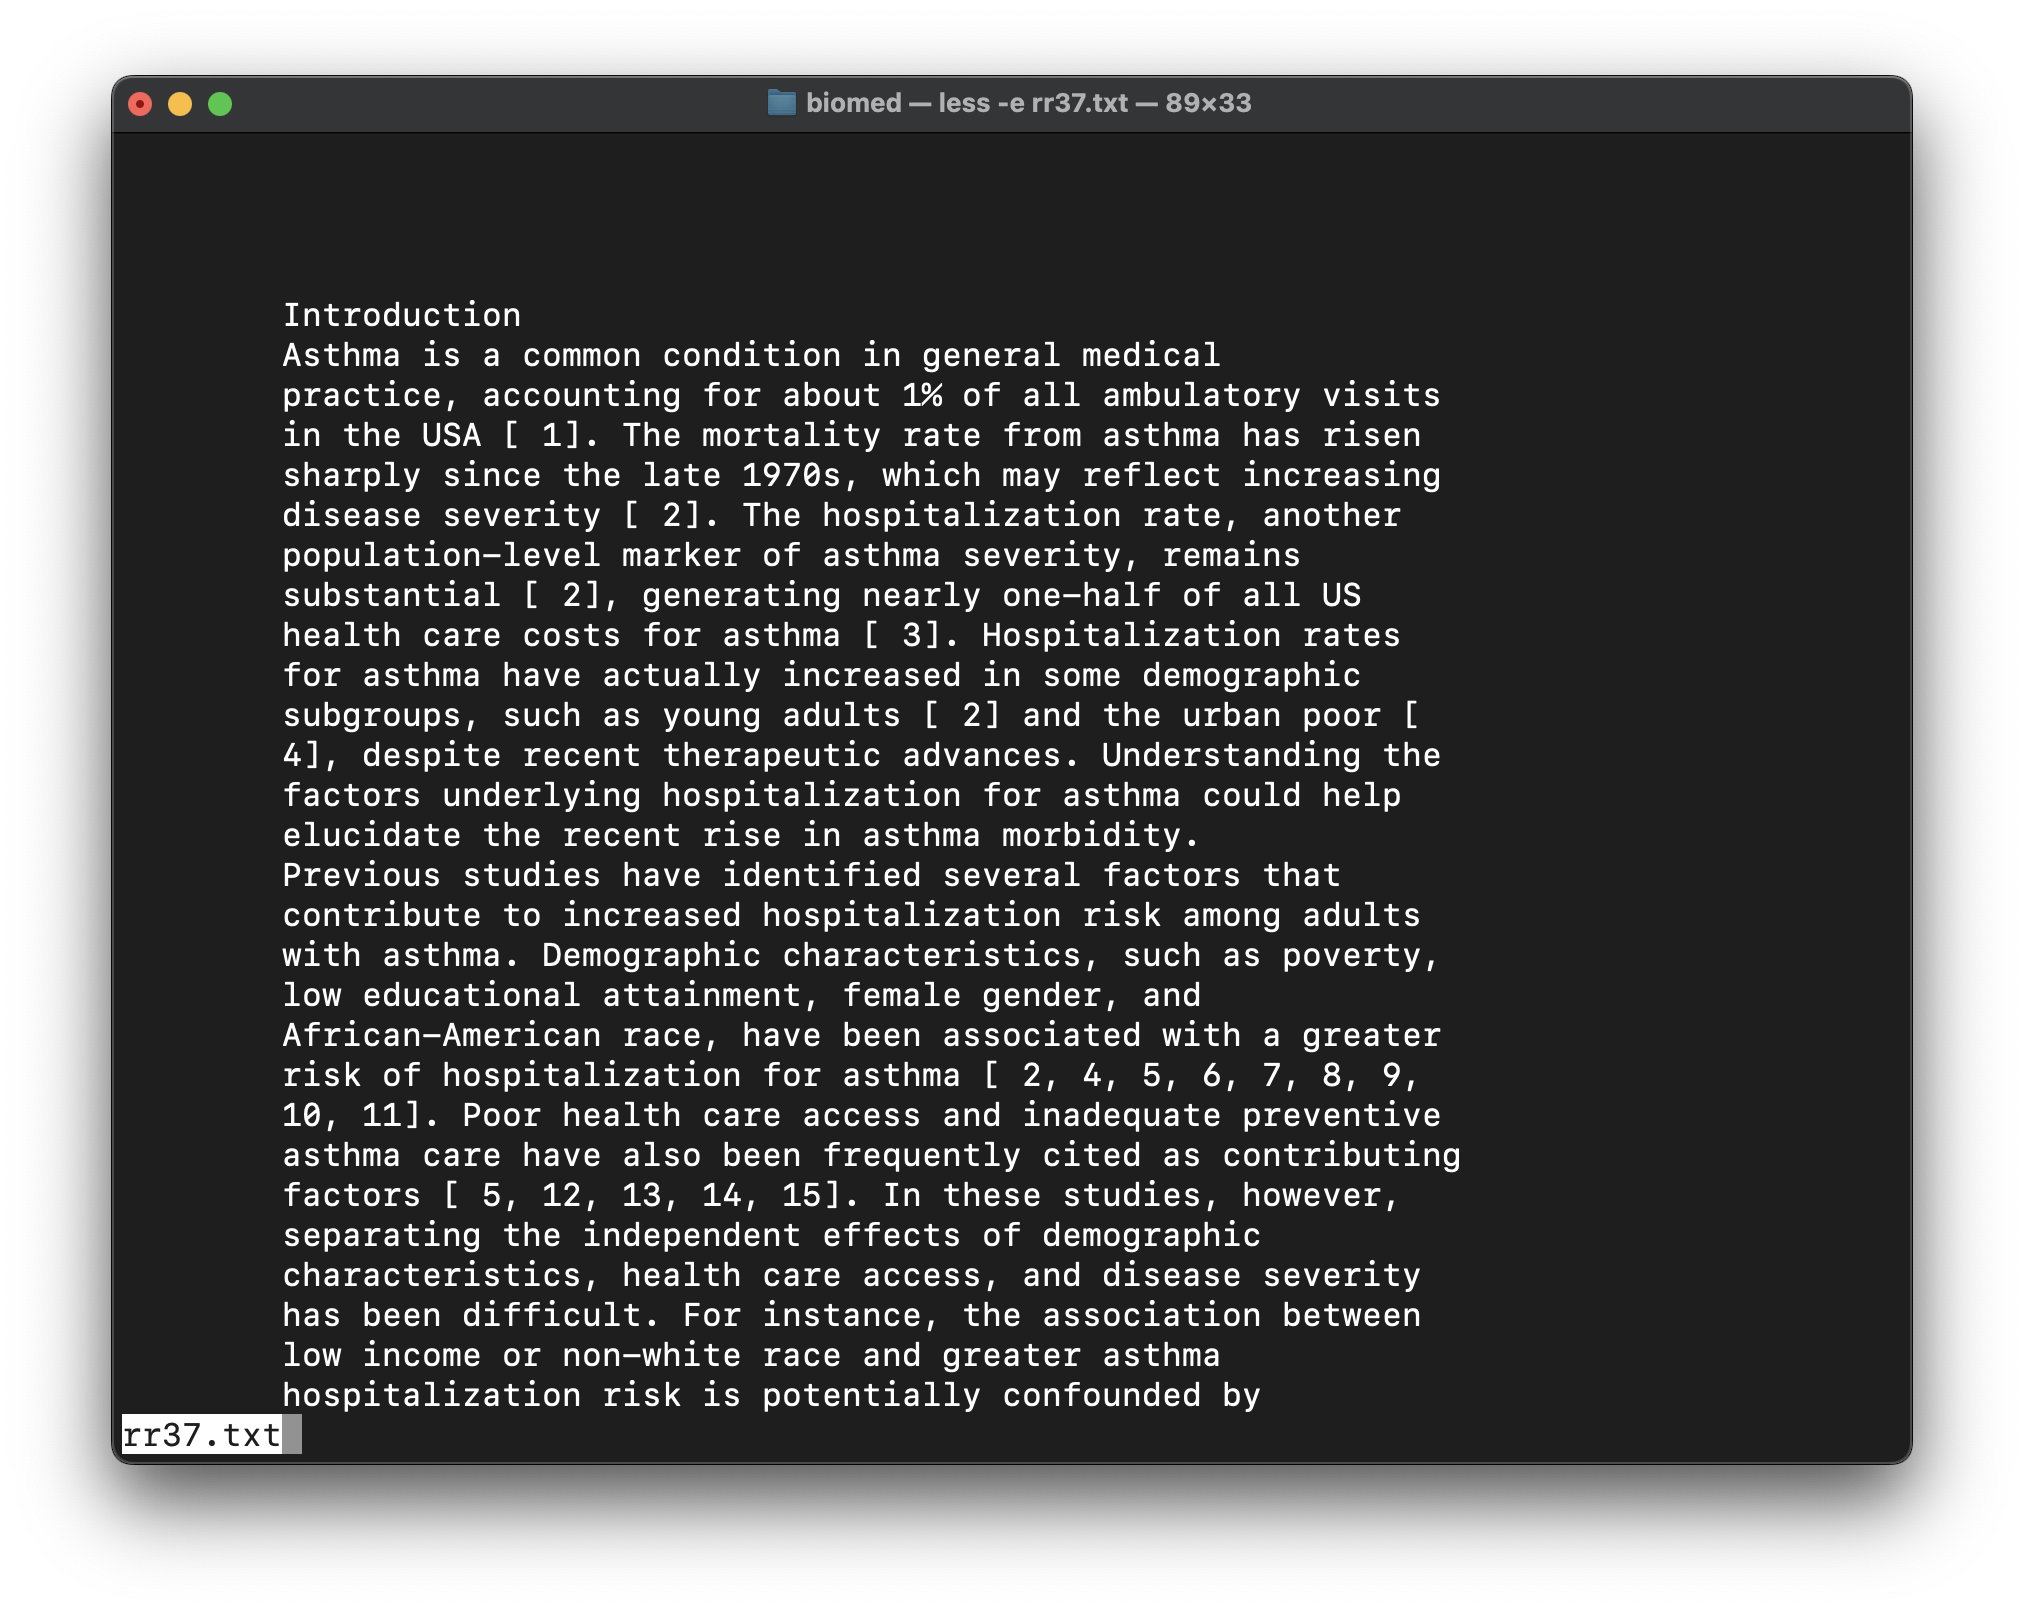 biomed — less -e rr37.txt — 89×33
Introduction
Asthma is a common condition in general medical
practice, accounting for about 1% of all ambulatory visits
in the USA [ 1]. The mortality rate from asthma has risen
sharply since the late 1970s, which may reflect increasing
disease severity [ 2]. The hospitalization rate, another
population-level marker of asthma severity, remains
substantial [ 2], generating nearly one-half of all US
health care costs for asthma [ 3]. Hospitalization rates
for asthma have actually increased in some demographic
subgroups, such as young adults [ 2] and the urban poor [
4], despite recent therapeutic advances. Understanding the
factors underlying hospitalization for asthma could help
elucidate the recent rise in asthma morbidity.
Previous studies have identified several factors that
contribute to increased hospitalization risk among adults
with asthma. Demographic characteristics, such as poverty,
low educational attainment, female gender, and
African-American race, have been associated with a greater
risk of hospitalization for asthma [ 2, 4, 5, 6, 7, 8, 9,
10, 11]. Poor health care access and inadequate preventive
asthma care have also been frequently cited as contributing
factors [ 5, 12, 13, 14, 15]. In these studies, however,
separating the independent effects of demographic
characteristics, health care access, and disease severity
has been difficult. For instance, the association between
low income or non-white race and greater asthma
hospitalization risk is potentially confounded by
rr37.txt